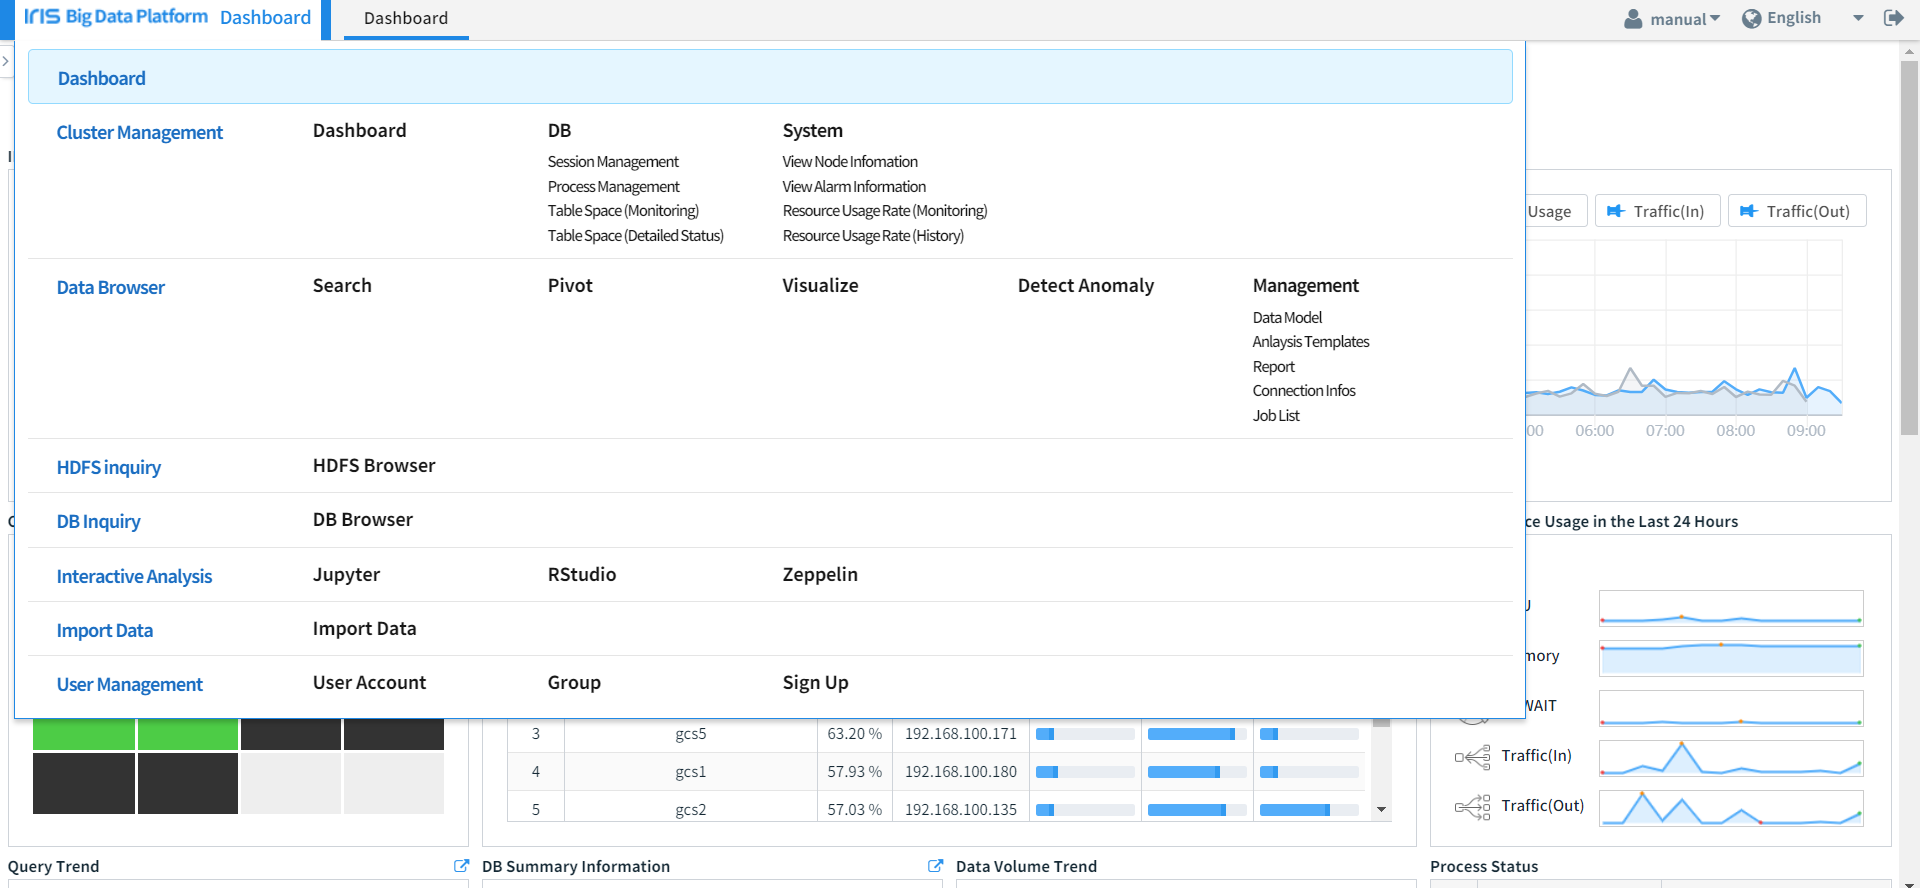 IRIS Big Data Platform Dashboard
Dashboard
manual
English
Dashboard
Cluster Management
Dashboard
DB
Session Management
Process Management
Table Space (Monitoring)
Table Space (Detailed Status)
System
View Node Infomation
View Alarm Information
Resource Usage Rate (Monitoring)
Resource Usage Rate (History)
Data Browser
Search
Pivot
Visualize
Detect Anomaly
Management
Data Model
Anlaysis Templates
Report
Connection Infos
Job List
HDFS inquiry
HDFS Browser
DB Inquiry
DB Browser
Interactive Analysis
Jupyter
RStudio
Zeppelin
Import Data
Import Data
User Management
User Account
Group
Sign Up
Usage
Traffic(In)
Traffic(Out)
00 06:00 07:00 08:00 09:00
ce Usage in the Last 24 Hours
U
mory
WAIT
Traffic(In)
Traffic(Out)
3 gcs5 63.20 % 192.168.100.171
4 gcs1 57.93 % 192.168.100.180
5 gcs2 57.03 % 192.168.100.135
Query Trend
DB Summary Information
Data Volume Trend
Process Status